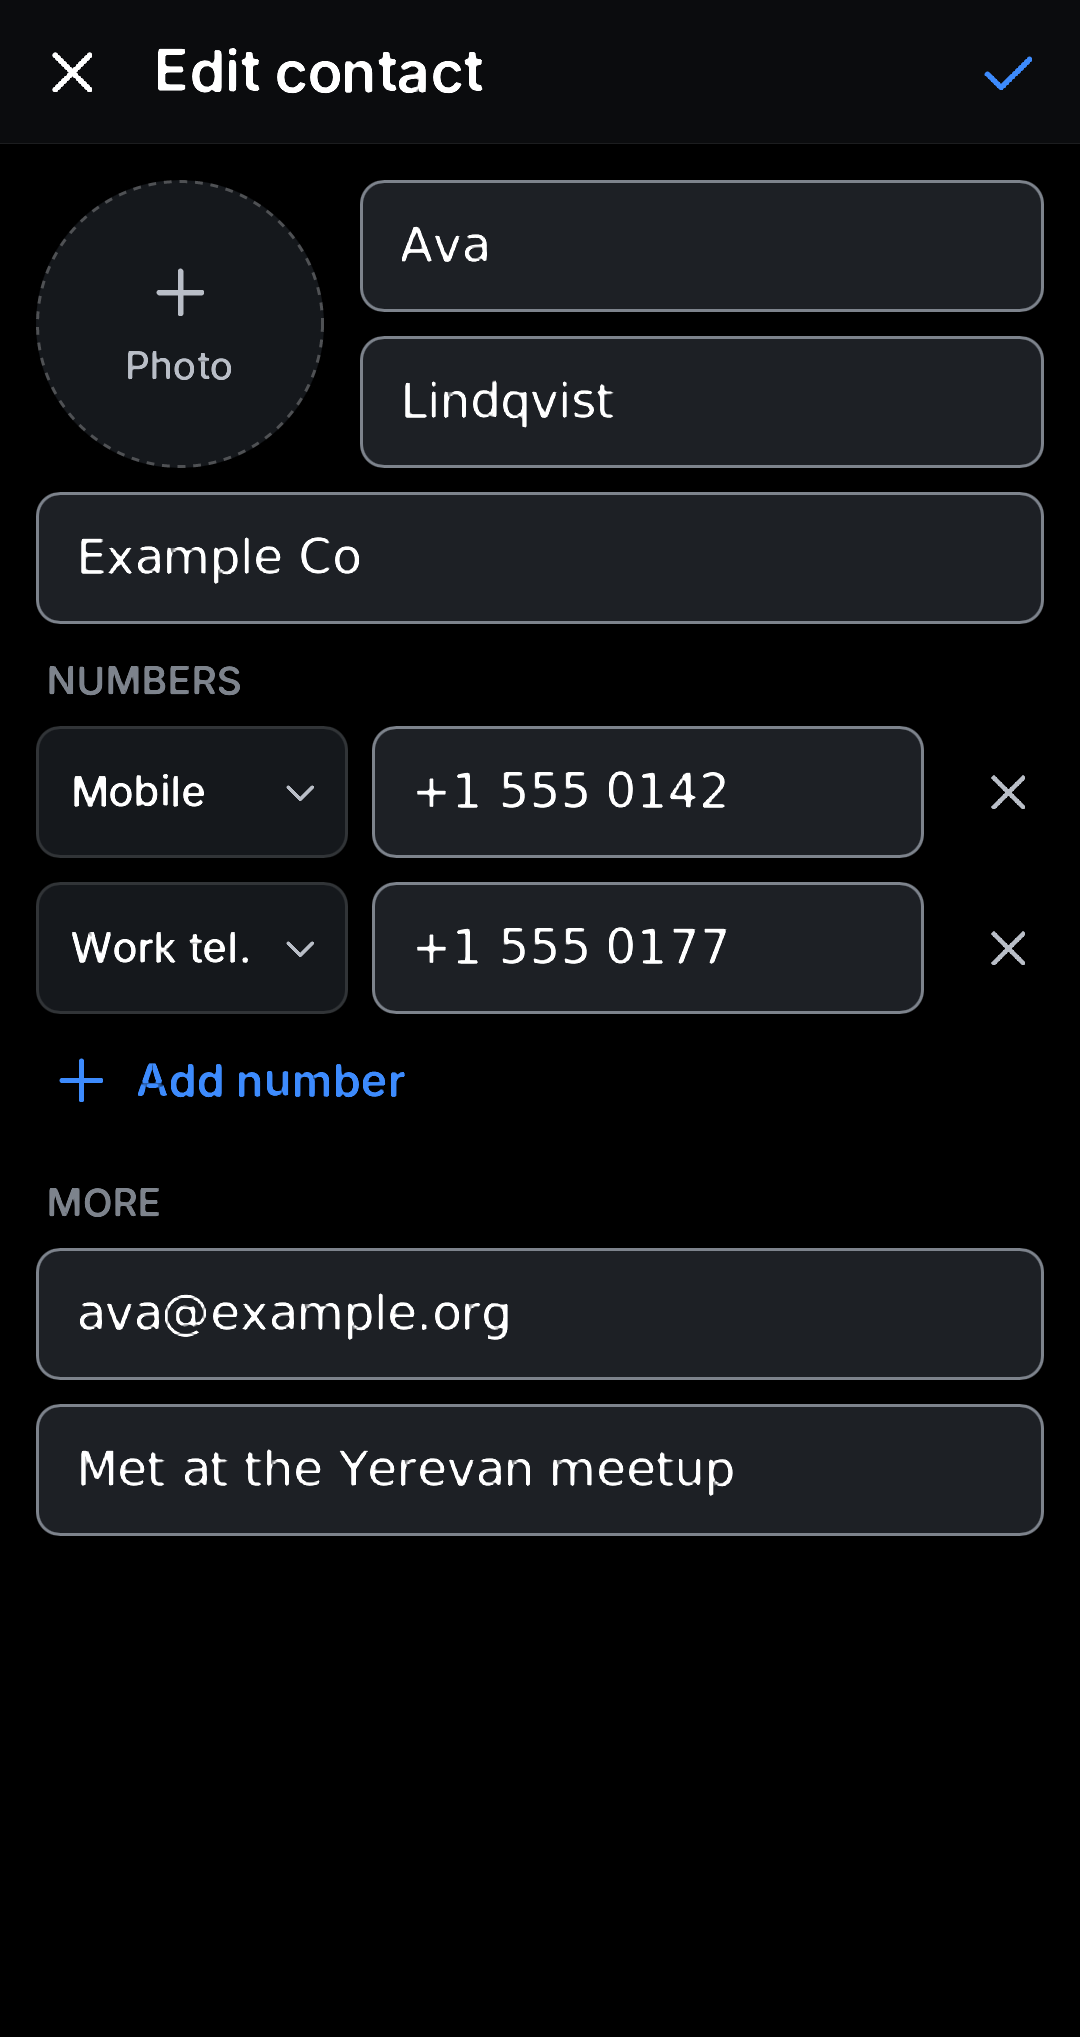 Edit contact
Photo
Ava
Lindqvist
Example Co
NUMBERS
Mobile
+1 555 0142
Work tel.
+1 555 0177
Add number
MORE
ava@example.org
Met at the Yerevan meetup